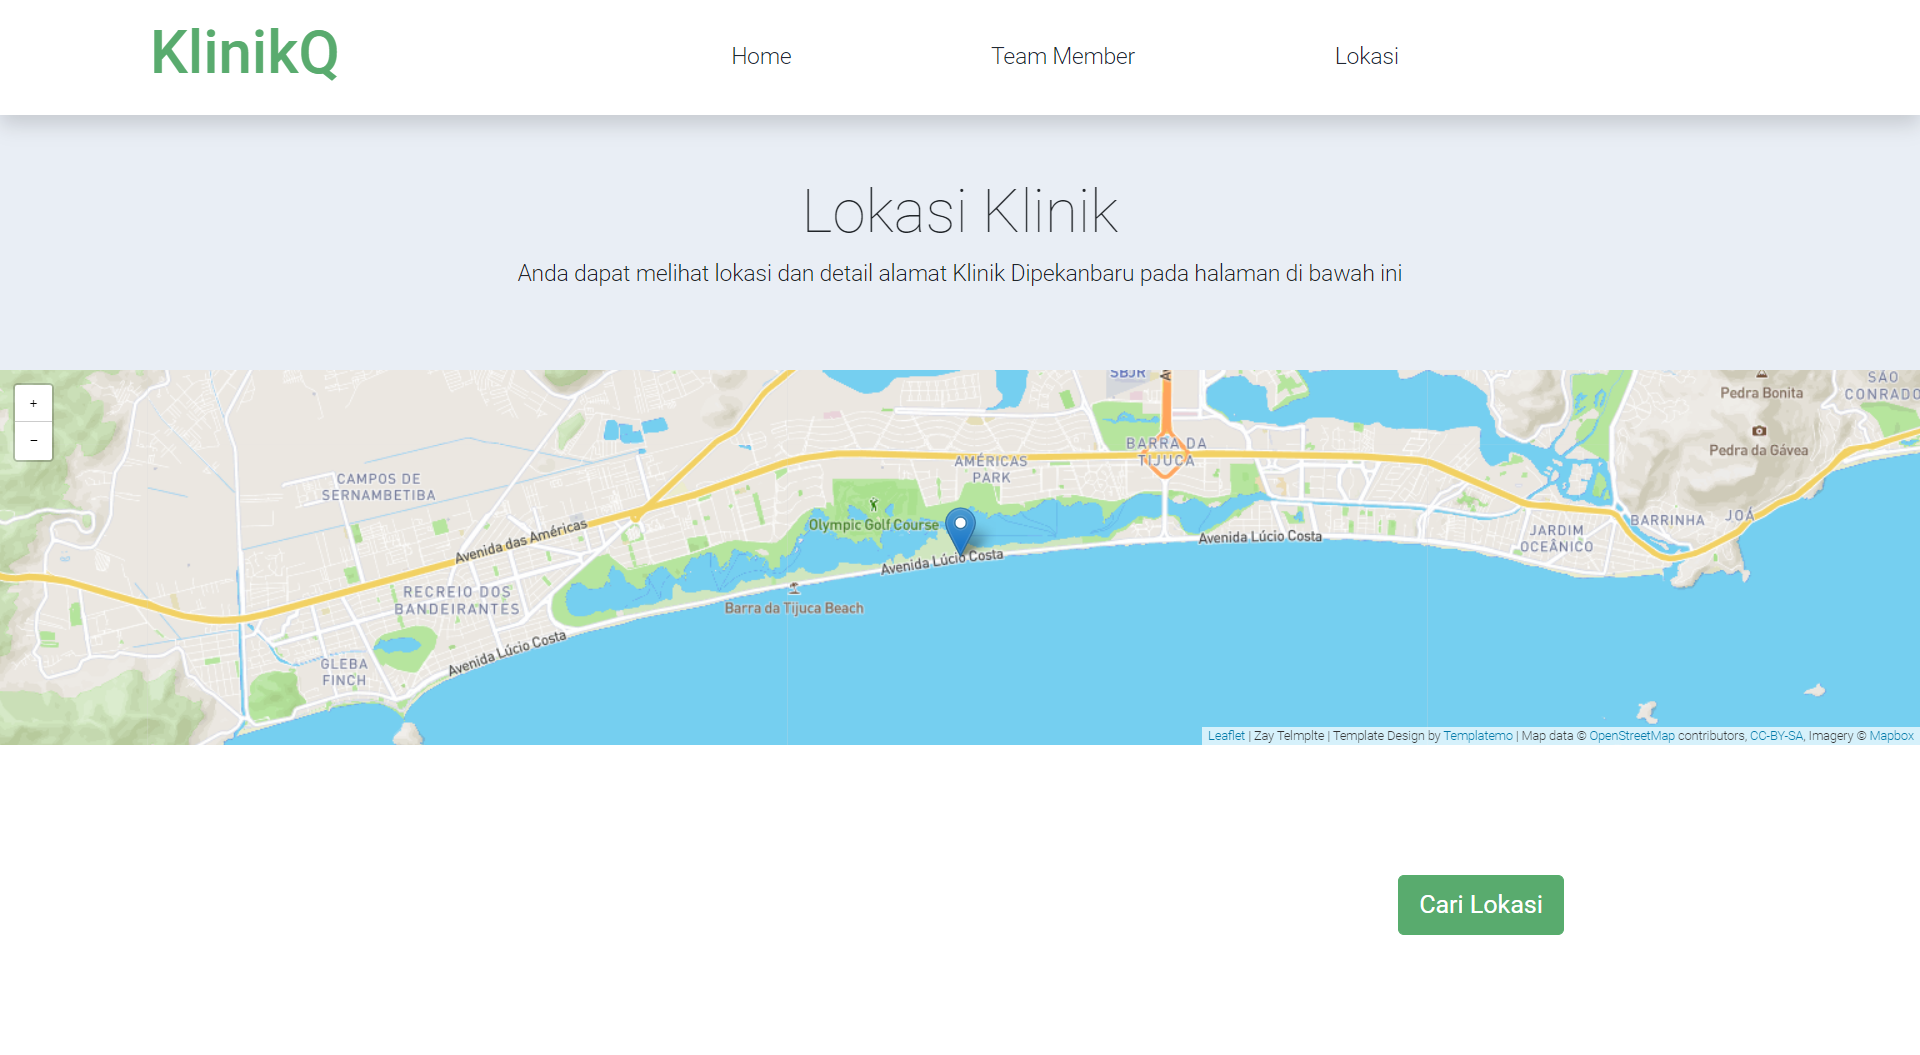 KlinikQ
Home
Team Member
Lokasi
Lokasi Klinik
Anda dapat melihat lokasi dan detail alamat Klinik Dipekanbaru pada halaman di bawah ini
+
−
SBJR
Pedra Bonita
SÃO
CONRADO
BARRA DA
TIJUCA
Pedra da Gávea
AMÉRICAS
PARK
CAMPOS DE
SERNAMBETIBA
Olympic Golf Course
Avenida das Américas
BARRINHA
JOÁ
JARDIM
OCEÂNICO
Avenida Lúcio Costa
Avenida Lúcio Costa
RECREIO DOS
BANDEIRANTES
Barra da Tijuca Beach
Avenida Lúcio Costa
GLEBA
FINCH
Leaflet | Zay Telmplte | Template Design by Templatemo | Map data © OpenStreetMap contributors, CC-BY-SA, Imagery © Mapbox
Cari Lokasi